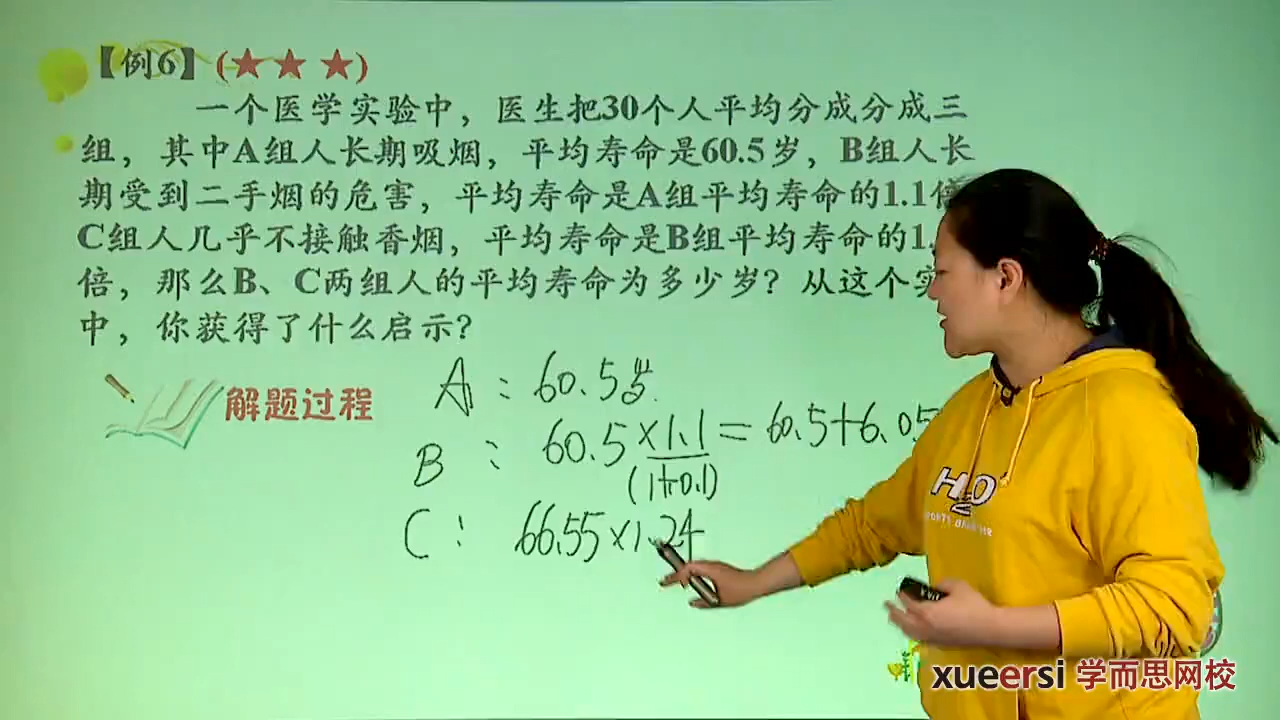 【例6】(★★★)
一个医学实验中，医生把30个人平均分成分成三
组，其中A组人长期吸烟，平均寿命是60.5岁，B组人长
期受到二手烟的危害，平均寿命是A组平均寿命的1.1倍
C组人几乎不接触香烟，平均寿命是B组平均寿命的1.
倍，那么B、C两组人的平均寿命为多少岁？从这个实
中，你获得了什么启示？
解题过程
A：60.5岁.
B：60.5×1.1=60.5+6.05
(1+0.1)
C：66.55×1.24
H2O
xueersi 学而思网校